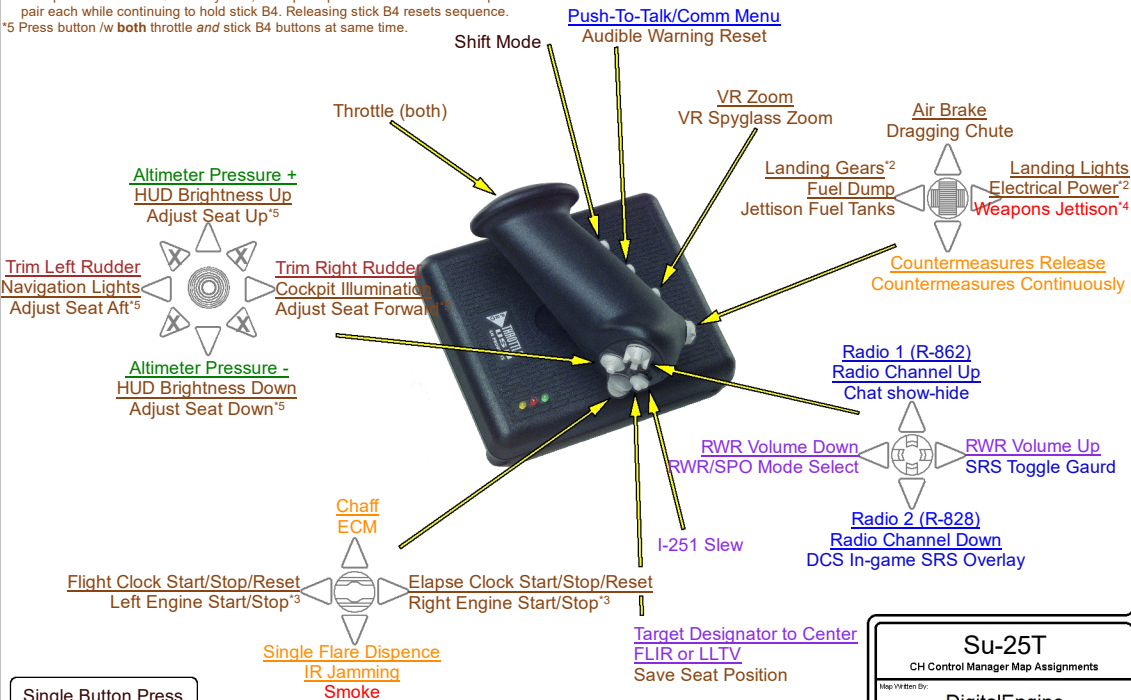 pair each while continuing to hold stick B4. Releasing stick B4 resets sequence.
*5 Press button /w both throttle and stick B4 buttons at same time.
Push-To-Talk/Comm Menu
Audible Warning Reset
Shift Mode
Throttle (both)
VR Zoom
VR Spyglass Zoom
Air Brake
Dragging Chute
Landing Gears*2
Fuel Dump
Jettison Fuel Tanks
Landing Lights
Electrical Power*2
Weapons Jettison*4
Countermeasures Release
Countermeasures Continuously
Altimeter Pressure +
HUD Brightness Up
Adjust Seat Up*5
Trim Left Rudder
Navigation Lights
Adjust Seat Aft*5
Trim Right Rudder
Cockpit Illumination
Adjust Seat Forward*5
Altimeter Pressure -
HUD Brightness Down
Adjust Seat Down*5
Radio 1 (R-862)
Radio Channel Up
Chat show-hide
RWR Volume Down
RWR/SPO Mode Select
RWR Volume Up
SRS Toggle Gaurd
Radio 2 (R-828)
Radio Channel Down
DCS In-game SRS Overlay
I-251 Slew
Chaff
ECM
Flight Clock Start/Stop/Reset
Left Engine Start/Stop*3
Elapse Clock Start/Stop/Reset
Right Engine Start/Stop*3
Single Flare Dispence
IR Jamming
Smoke
Target Designator to Center
FLIR or LLTV
Save Seat Position
Single Button Press
Su-25T
CH Control Manager Map Assignments
Map Written By:
DigitalEngine